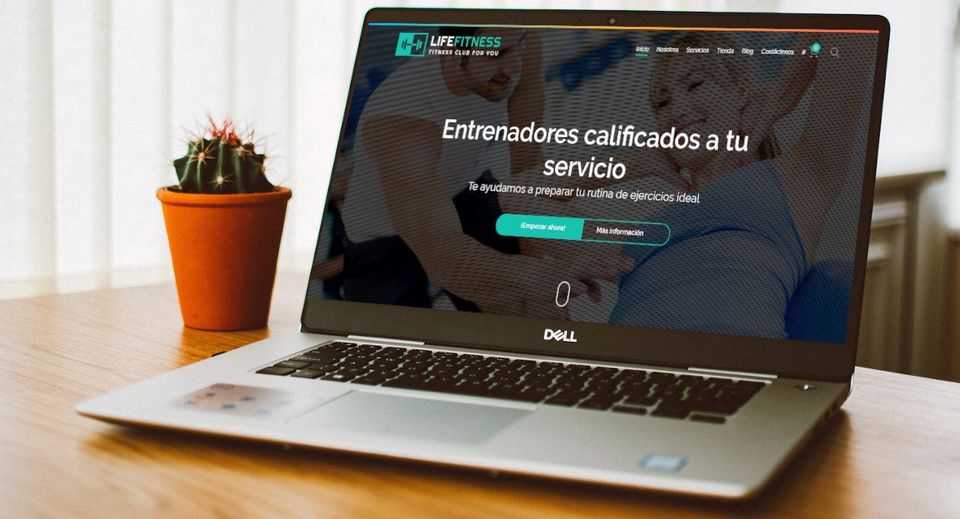 LIFEFITNESS
FITNESS CLUB FOR YOU
Inicio Nosotros Servicios Tienda Blog Contáctenos # 0
Entrenadores calificados a tu
servicio
Te ayudamos a preparar tu rutina de ejercicios ideal
¡Empezar ahora! Más información
DELL